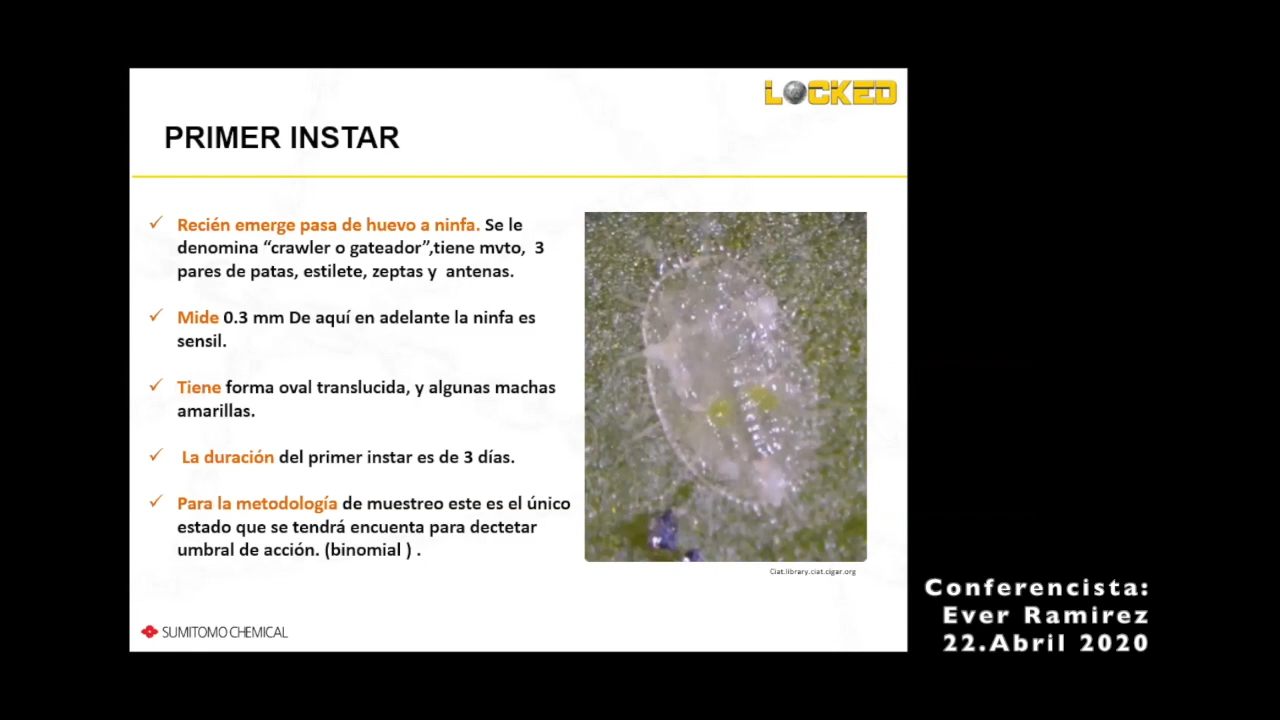 LOCKED
PRIMER INSTAR
✓ Recién emerge pasa de huevo a ninfa. Se le
denomina “crawler o gateador”,tiene mvto, 3
pares de patas, estilete, zeptas y antenas.
✓ Mide 0.3 mm De aquí en adelante la ninfa es
sensil.
✓ Tiene forma oval translucida, y algunas machas
amarillas.
✓ La duración del primer instar es de 3 días.
✓ Para la metodología de muestreo este es el único
estado que se tendrá encuenta para dectetar
umbral de acción. (binomial ) .
Ciat.library.ciat.cigar.org
SUMITOMO CHEMICAL
Conferencista:
Ever Ramirez
22.Abril 2020